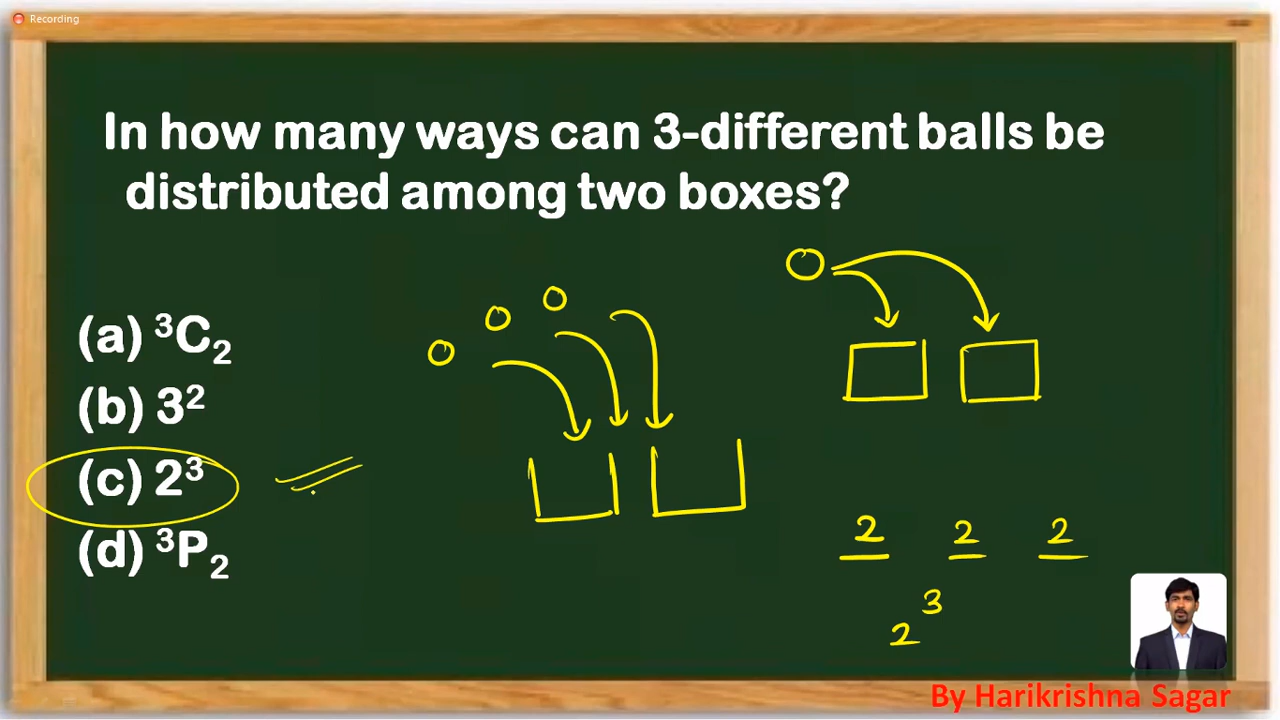 Recording
In how many ways can 3-different balls be
distributed among two boxes?
(a) ³C₂
(b) 3²
(c) 2³
(d) ³P₂
2 2 2
2³
By Harikrishna Sagar